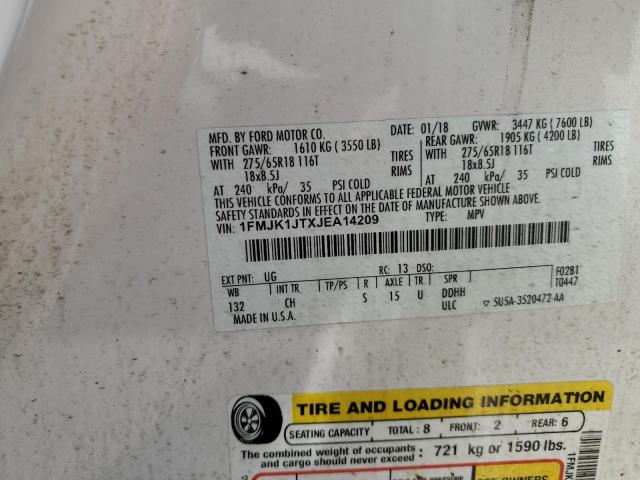 MFD. BY FORD MOTOR CO.
DATE: 01/18 GVWR: 3447 KG ( 7600 LB)
FRONT GAWR: 1610 KG ( 3550 LB) REAR GAWR: 1905 KG ( 4200 LB)
WITH 275/65R18 116T TIRES WITH 275/65R18 116T TIRES
18x8.5J RIMS 18x8.5J RIMS
AT 240 kPa/ 35 PSI COLD AT 240 kPa/ 35 PSI COLD
THIS VEHICLE CONFORMS TO ALL APPLICABLE FEDERAL MOTOR VEHICLE
SAFETY STANDARDS IN EFFECT ON THE DATE OF MANUFACTURE SHOWN ABOVE.
VIN: 1FMJK1JTXJEA14209 TYPE: MPV
EXT PNT: UG RC: 13 DSO: F0281
WB INT TR TP/PS R AXLE TR SPR T0447
132 CH S 15 U DDHH
ULC
MADE IN U.S.A. 5U5A-3520472-AA
TIRE AND LOADING INFORMATION
SEATING CAPACITY TOTAL: 8 FRONT: 2 REAR: 6
The combined weight of occupants
and cargo should never exceed : 721 kg or 1590 lbs.
SEE OWNERS
1FMJK